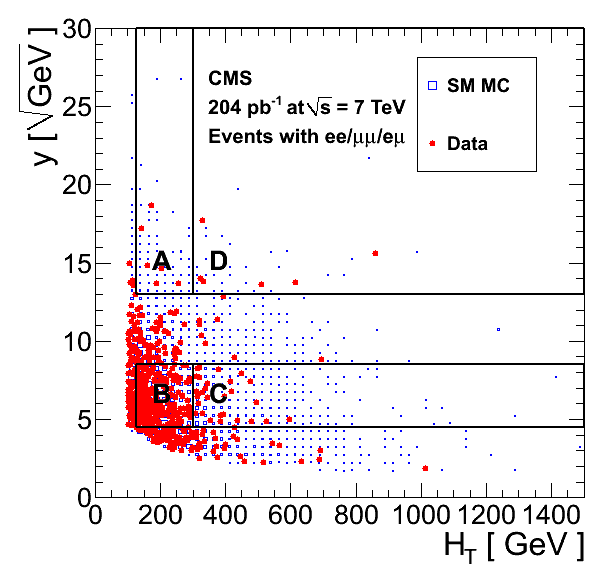 y [ √GeV ]
30
25
20
15
10
5
0
CMS
204 pb⁻¹ at √s = 7 TeV
Events with ee/μμ/eμ
SM MC
Data
A
D
B
C
0 200 400 600 800 1000 1200 1400
H_T [ GeV ]